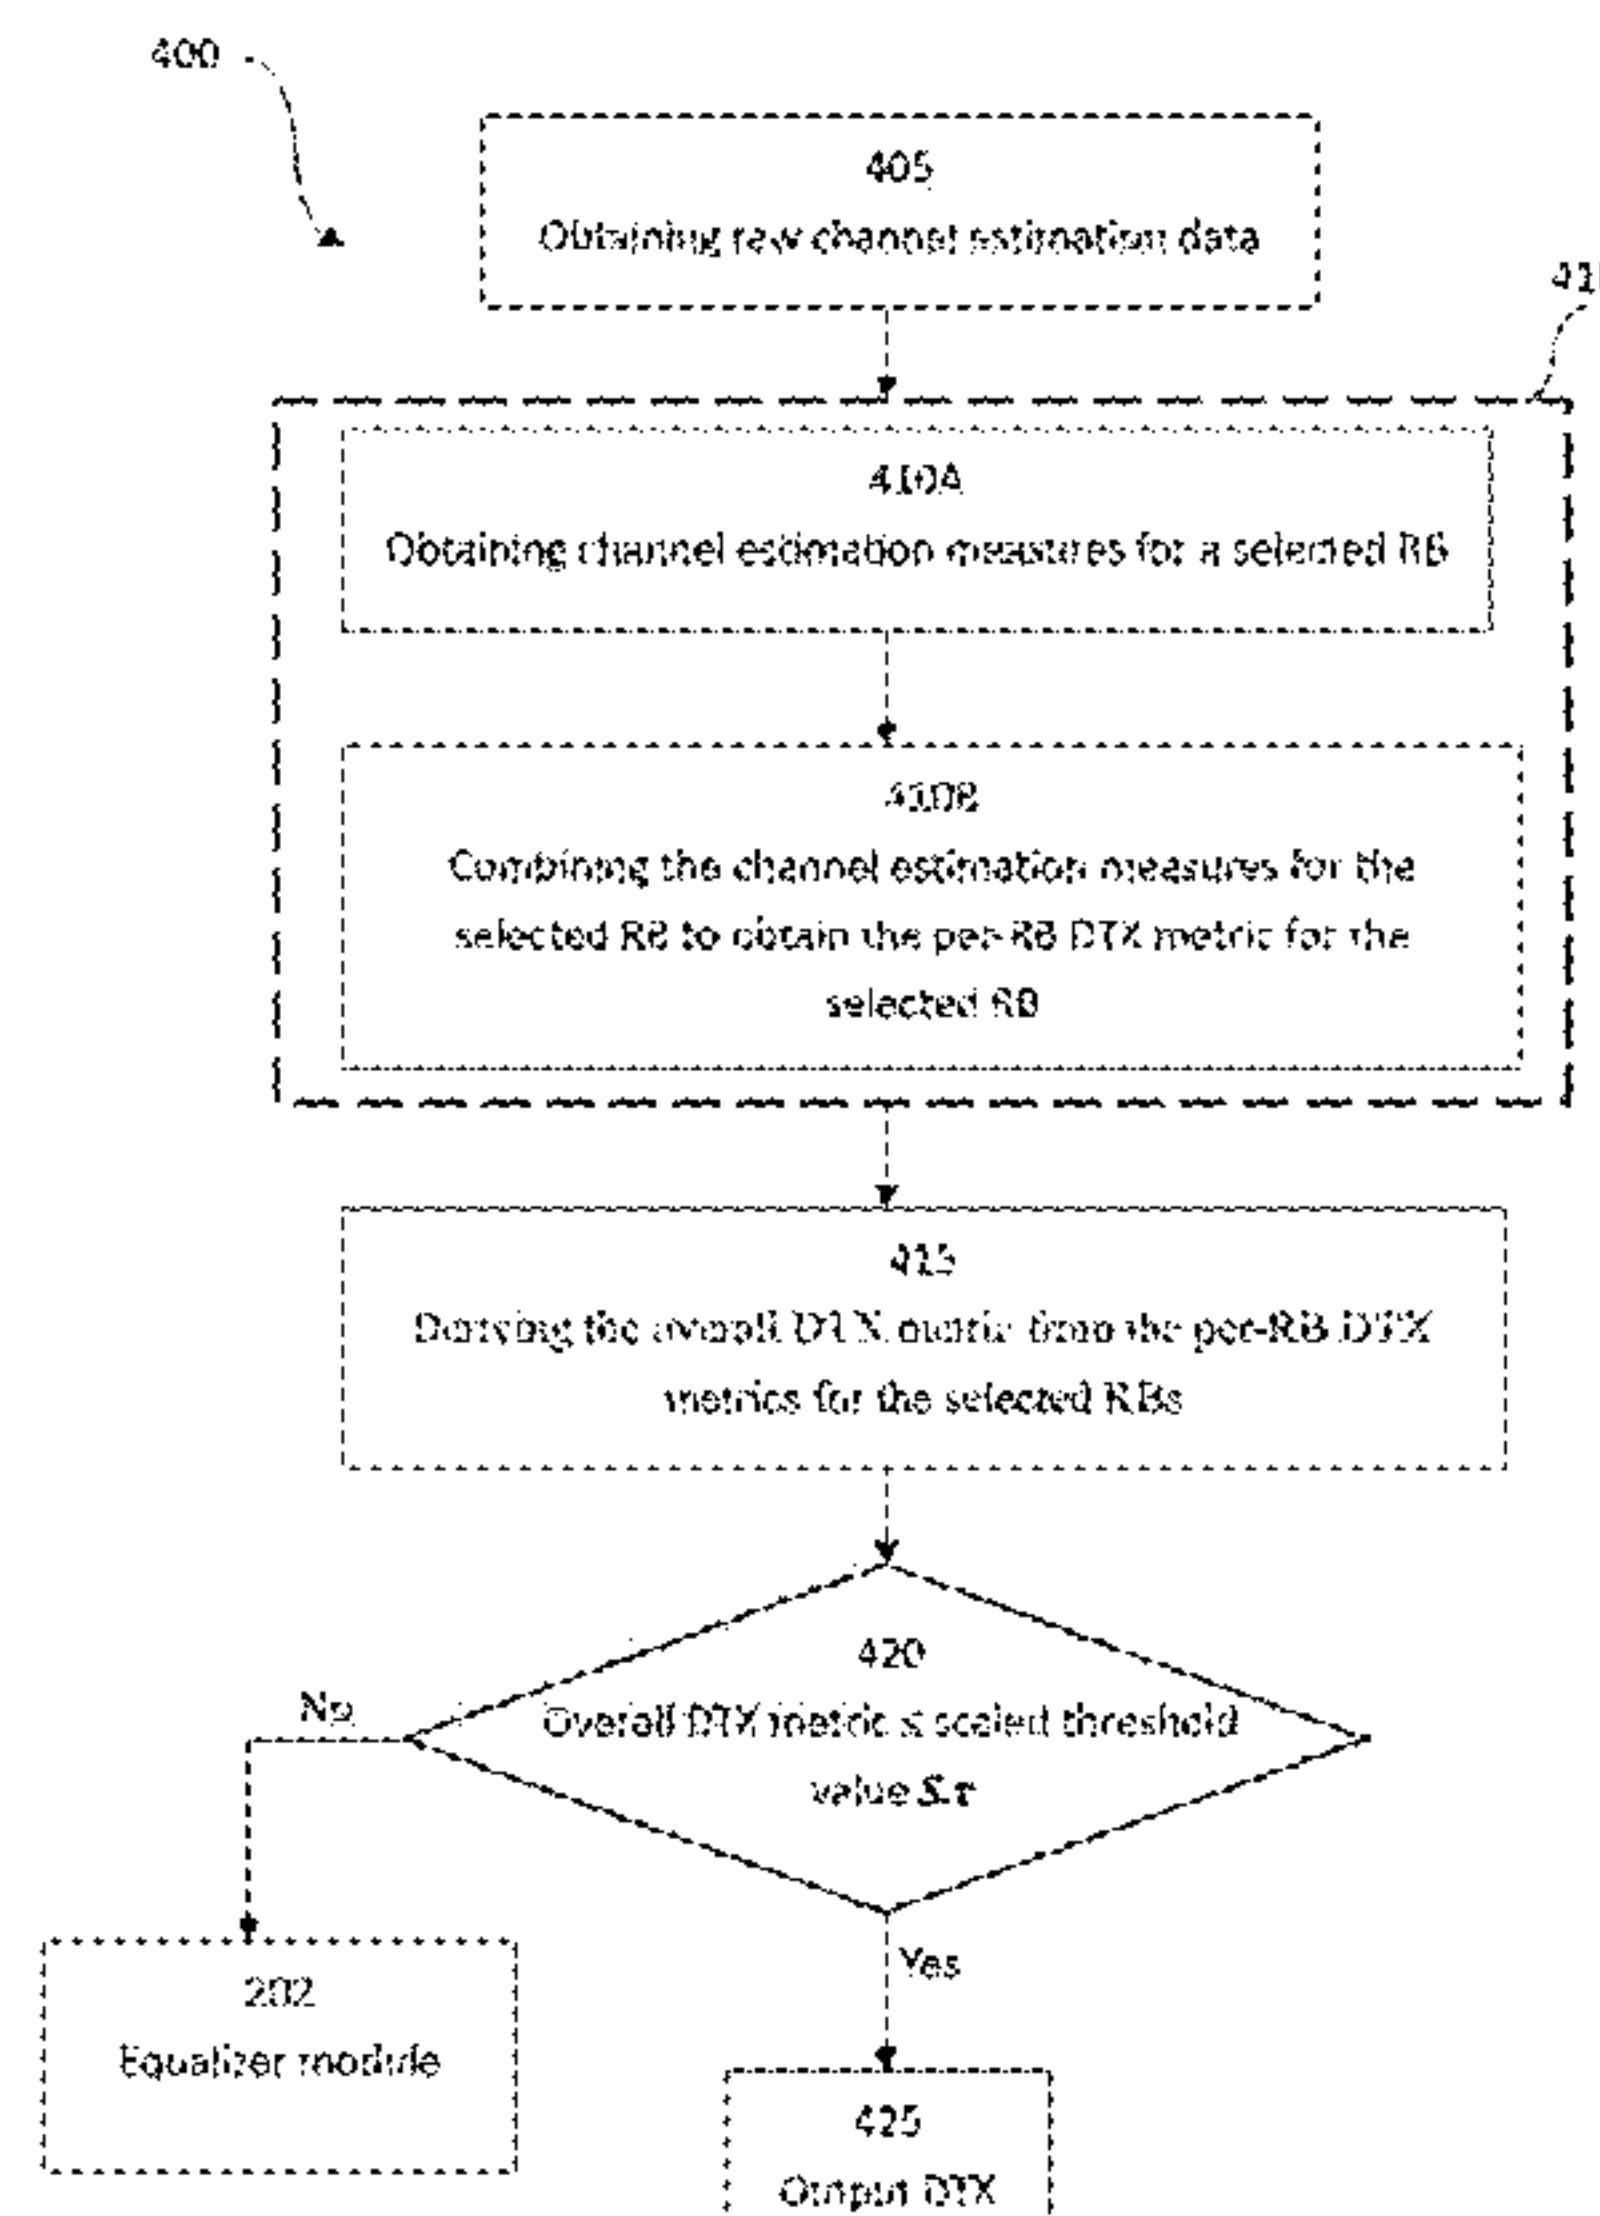 400
405
Obtaining raw channel estimation data
410A
Obtaining channel estimation measures for a selected RB
410B
Combining the channel estimation measures for the
selected RB to obtain the per-RB DTX metric for the
selected RB
415
Deriving the overall DTX metric from the per-RB DTX
metrics for the selected RBs
420
Overall DTX metric ≤ scaled threshold
value S.τ
No
Yes
202
Equalizer module
425
Output DTX